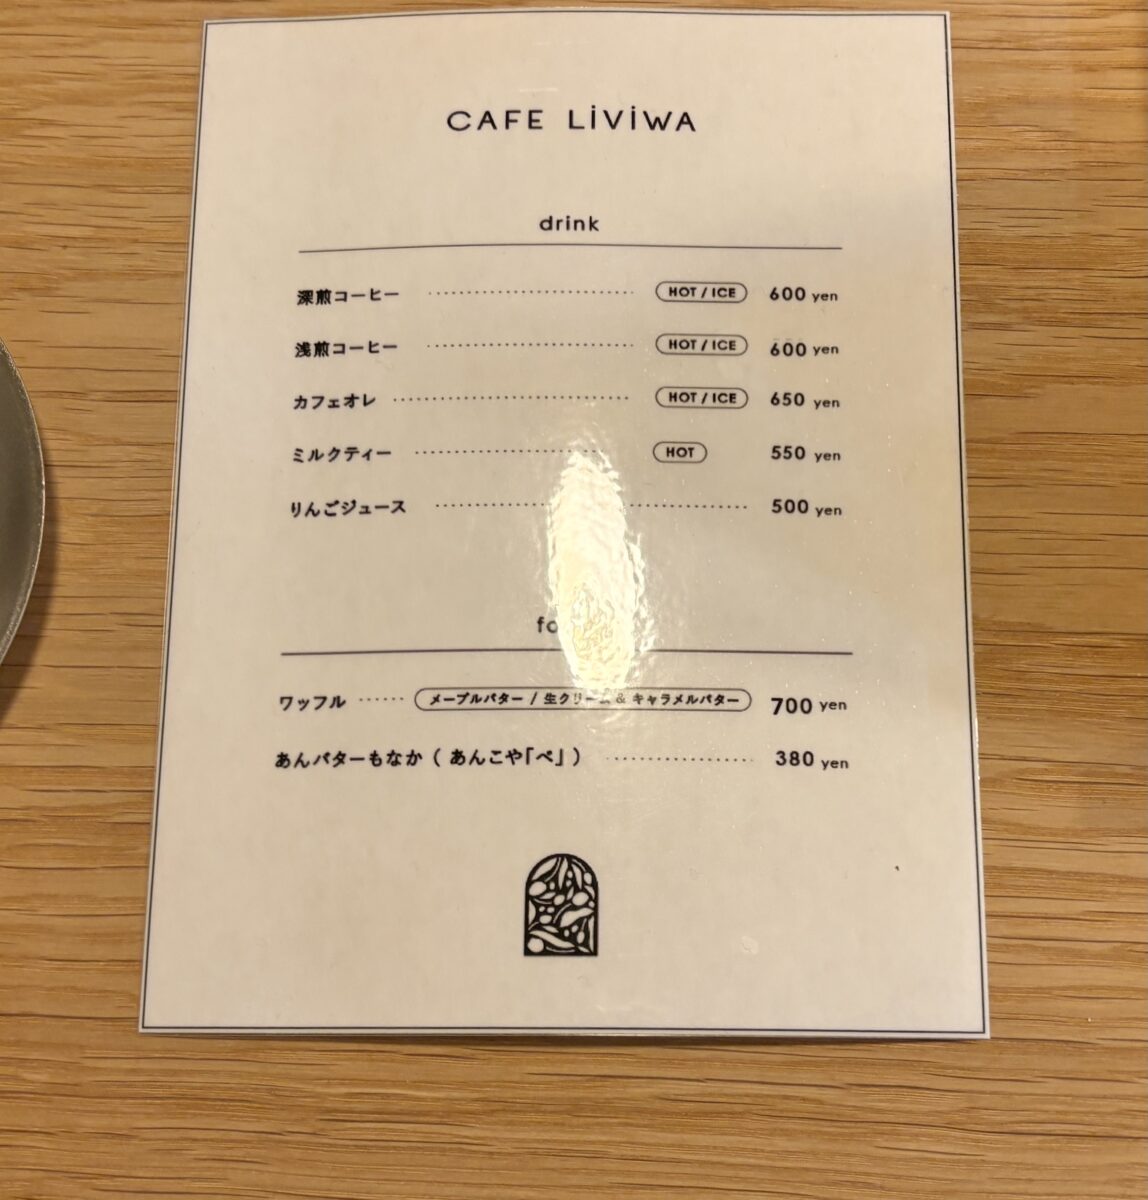 CAFE LiViWA
drink
深煎コーヒー HOT / ICE 600 yen
浅煎コーヒー HOT / ICE 600 yen
カフェオレ HOT / ICE 650 yen
ミルクティー HOT 550 yen
りんごジュース 500 yen
ワッフル メープルバター / 生クリーム & キャラメルバター 700 yen
あんバターもなか ( あんこや「ぺ」 ) 380 yen